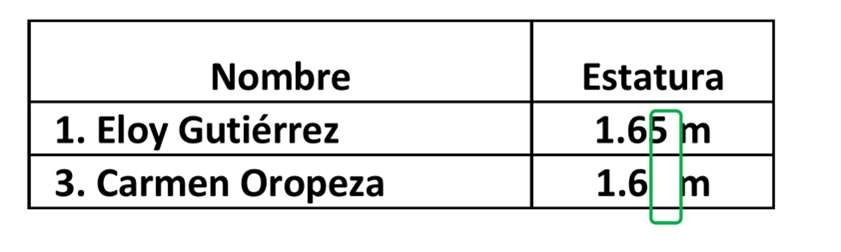 Nombre Estatura
1. Eloy Gutiérrez 1.65 m
3. Carmen Oropeza 1.6 m